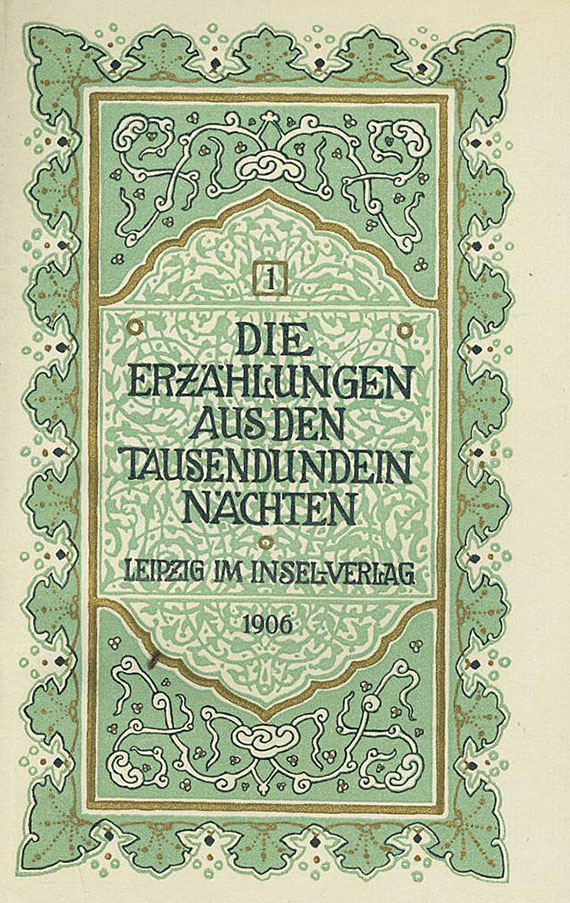 1
DIE
ERZÄHLUNGEN
AUS DEN
TAUSENDUNDEIN
NÄCHTEN
LEIPZIG IM INSEL-VERLAG
1906